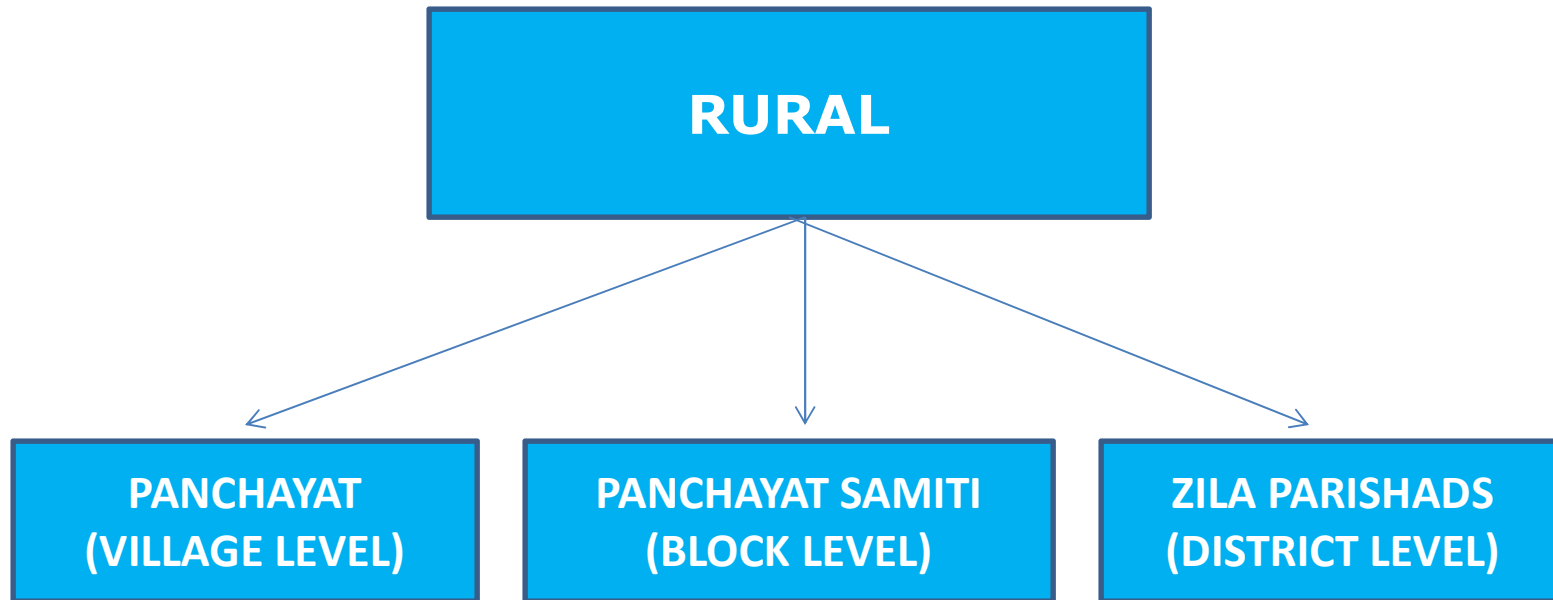 RURAL
PANCHAYAT
(VILLAGE LEVEL)
PANCHAYAT SAMITI
(BLOCK LEVEL)
ZILA PARISHADS
(DISTRICT LEVEL)